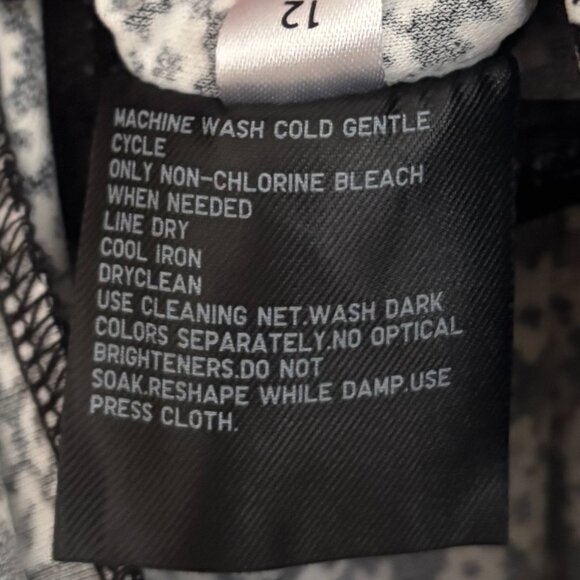 12
MACHINE WASH COLD GENTLE
CYCLE
ONLY NON-CHLORINE BLEACH
WHEN NEEDED
LINE DRY
COOL IRON
DRYCLEAN
USE CLEANING NET.WASH DARK
COLORS SEPARATELY.NO OPTICAL
BRIGHTENERS.DO NOT
SOAK.RESHAPE WHILE DAMP.USE
PRESS CLOTH.